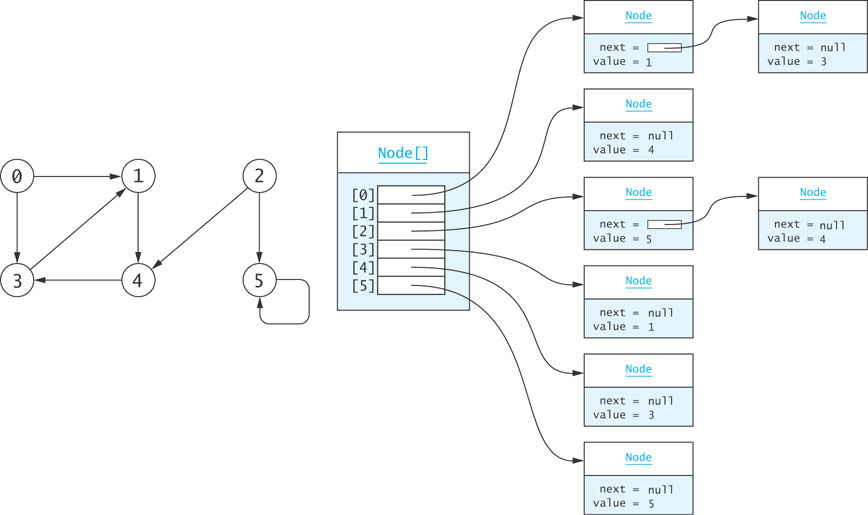 0
1
2
3
4
5
Node[]
[0]
[1]
[2]
[3]
[4]
[5]
Node
next =
value = 1
Node
next = null
value = 3
Node
next = null
value = 4
Node
next =
value = 5
Node
next = null
value = 4
Node
next = null
value = 1
Node
next = null
value = 3
Node
next = null
value = 5